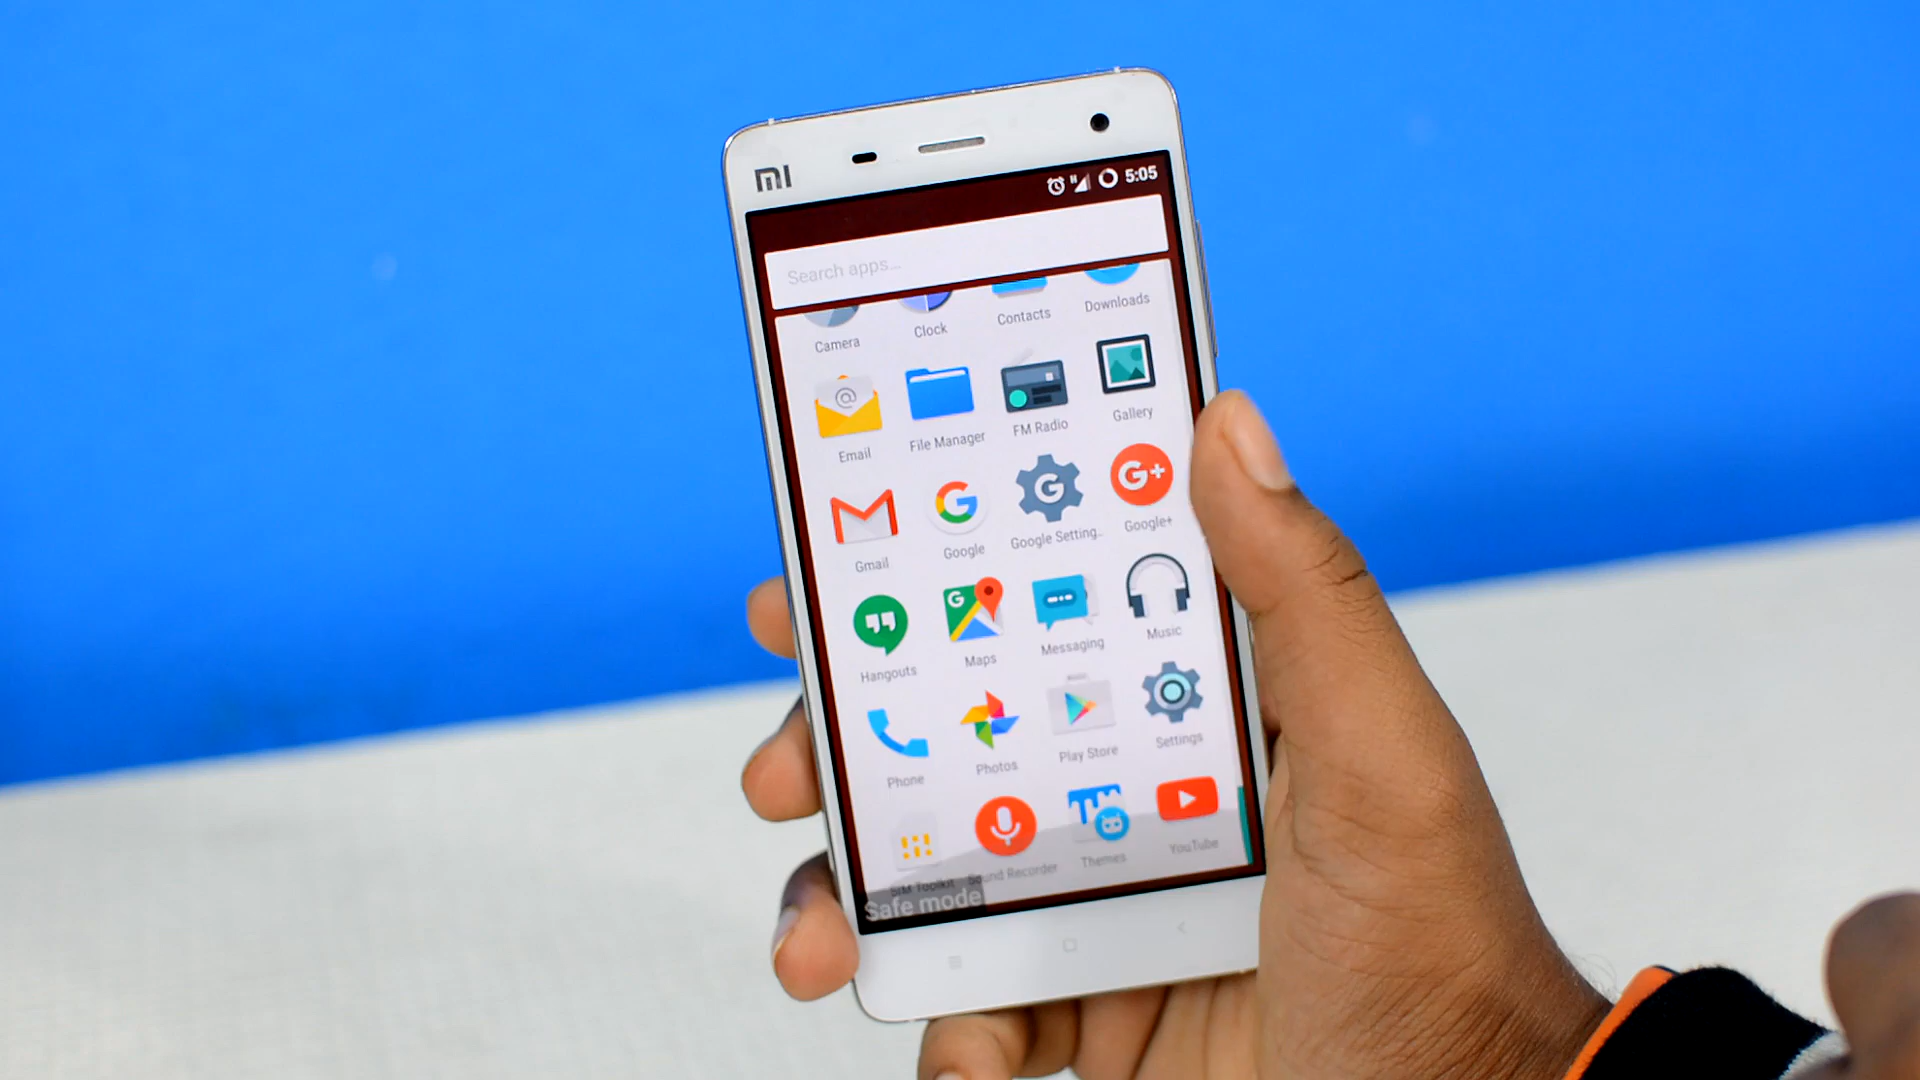 MI
H 5:05
Search apps...
Camera Clock Contacts Downloads
Email File Manager FM Radio Gallery
Gmail Google Google Setting.. Google+
Hangouts Maps Messaging Music
Phone Photos Play Store Settings
SIM Toolkit Sound Recorder Themes YouTube
Safe mode